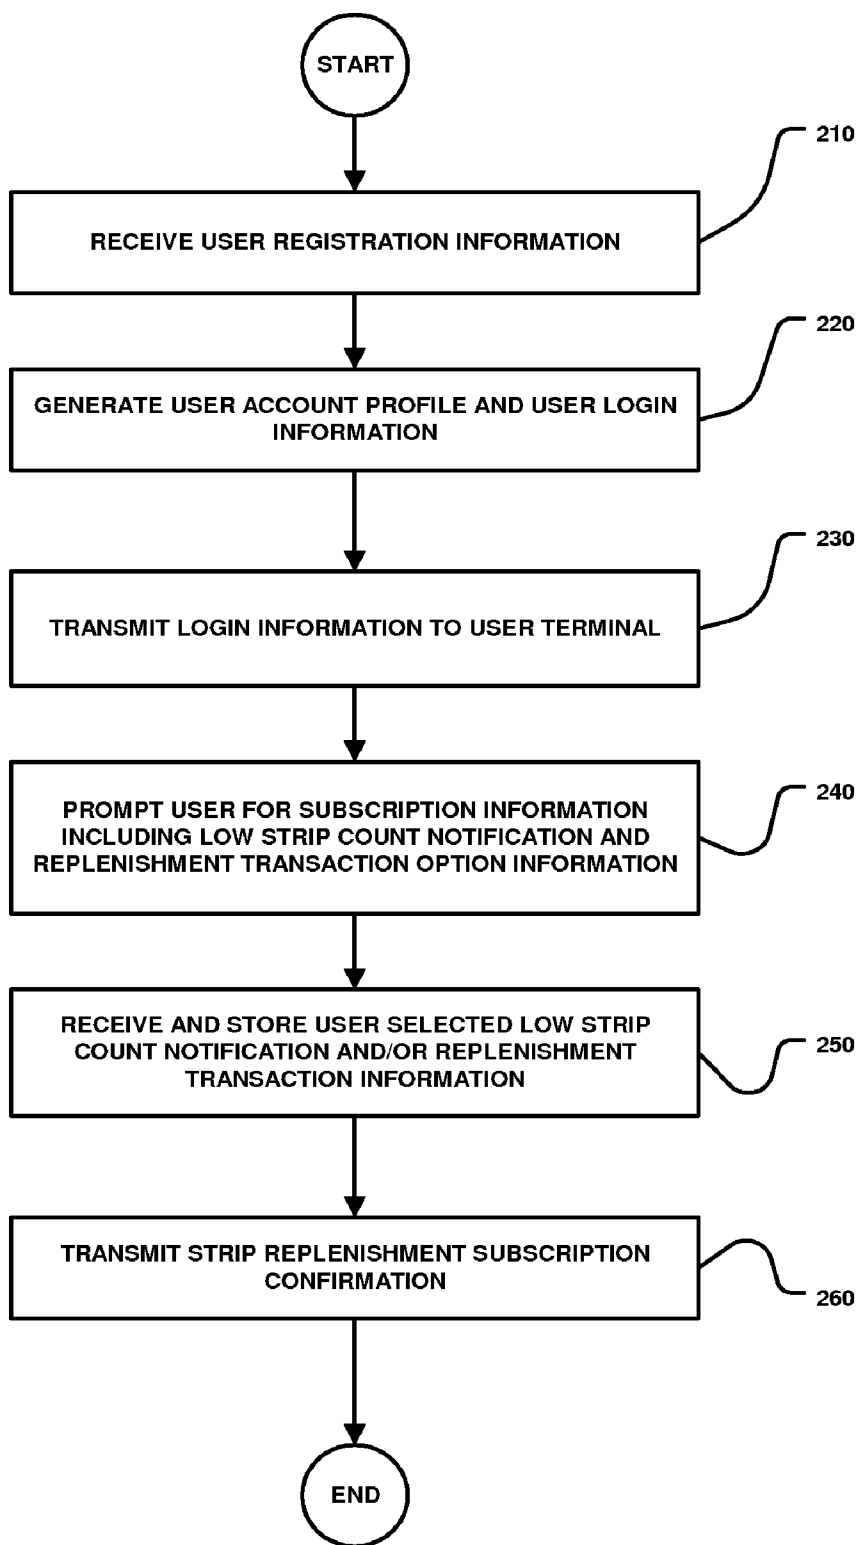 START
210
RECEIVE USER REGISTRATION INFORMATION
220
GENERATE USER ACCOUNT PROFILE AND USER LOGIN
INFORMATION
230
TRANSMIT LOGIN INFORMATION TO USER TERMINAL
240
PROMPT USER FOR SUBSCRIPTION INFORMATION
INCLUDING LOW STRIP COUNT NOTIFICATION AND
REPLENISHMENT TRANSACTION OPTION INFORMATION
250
RECEIVE AND STORE USER SELECTED LOW STRIP
COUNT NOTIFICATION AND/OR REPLENISHMENT
TRANSACTION INFORMATION
TRANSMIT STRIP REPLENISHMENT SUBSCRIPTION
CONFIRMATION
260
END